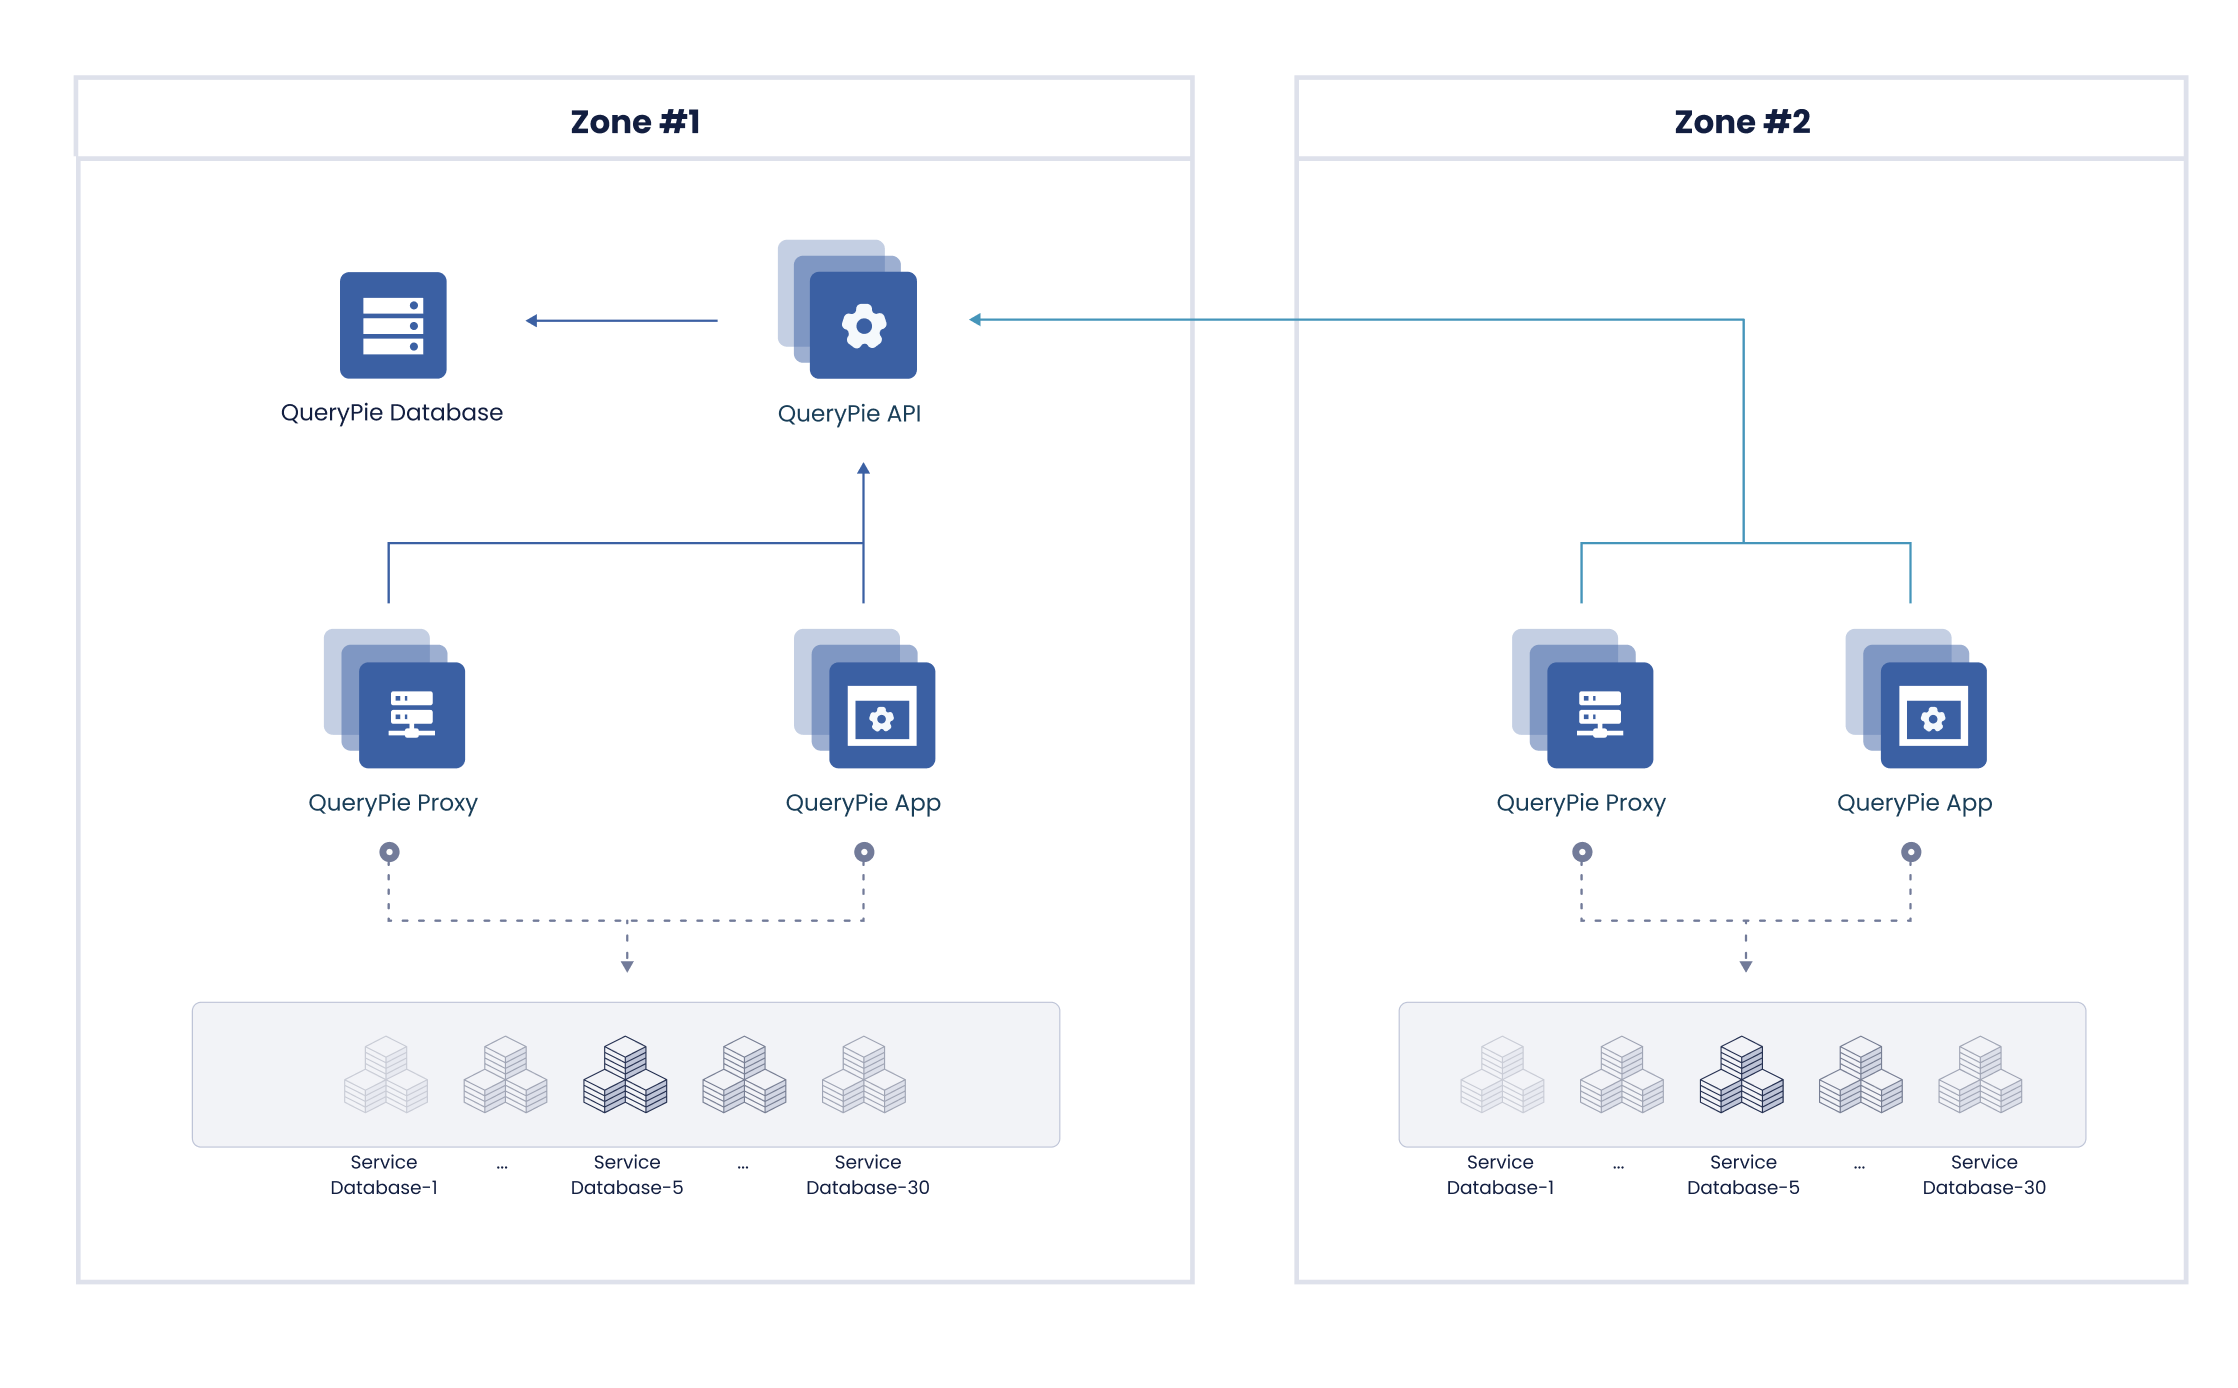 Zone #1
QueryPie Database
QueryPie API
QueryPie Proxy
QueryPie App
Service
Database-1
...
Service
Database-5
...
Service
Database-30
Zone #2
QueryPie Proxy
QueryPie App
Service
Database-1
...
Service
Database-5
...
Service
Database-30